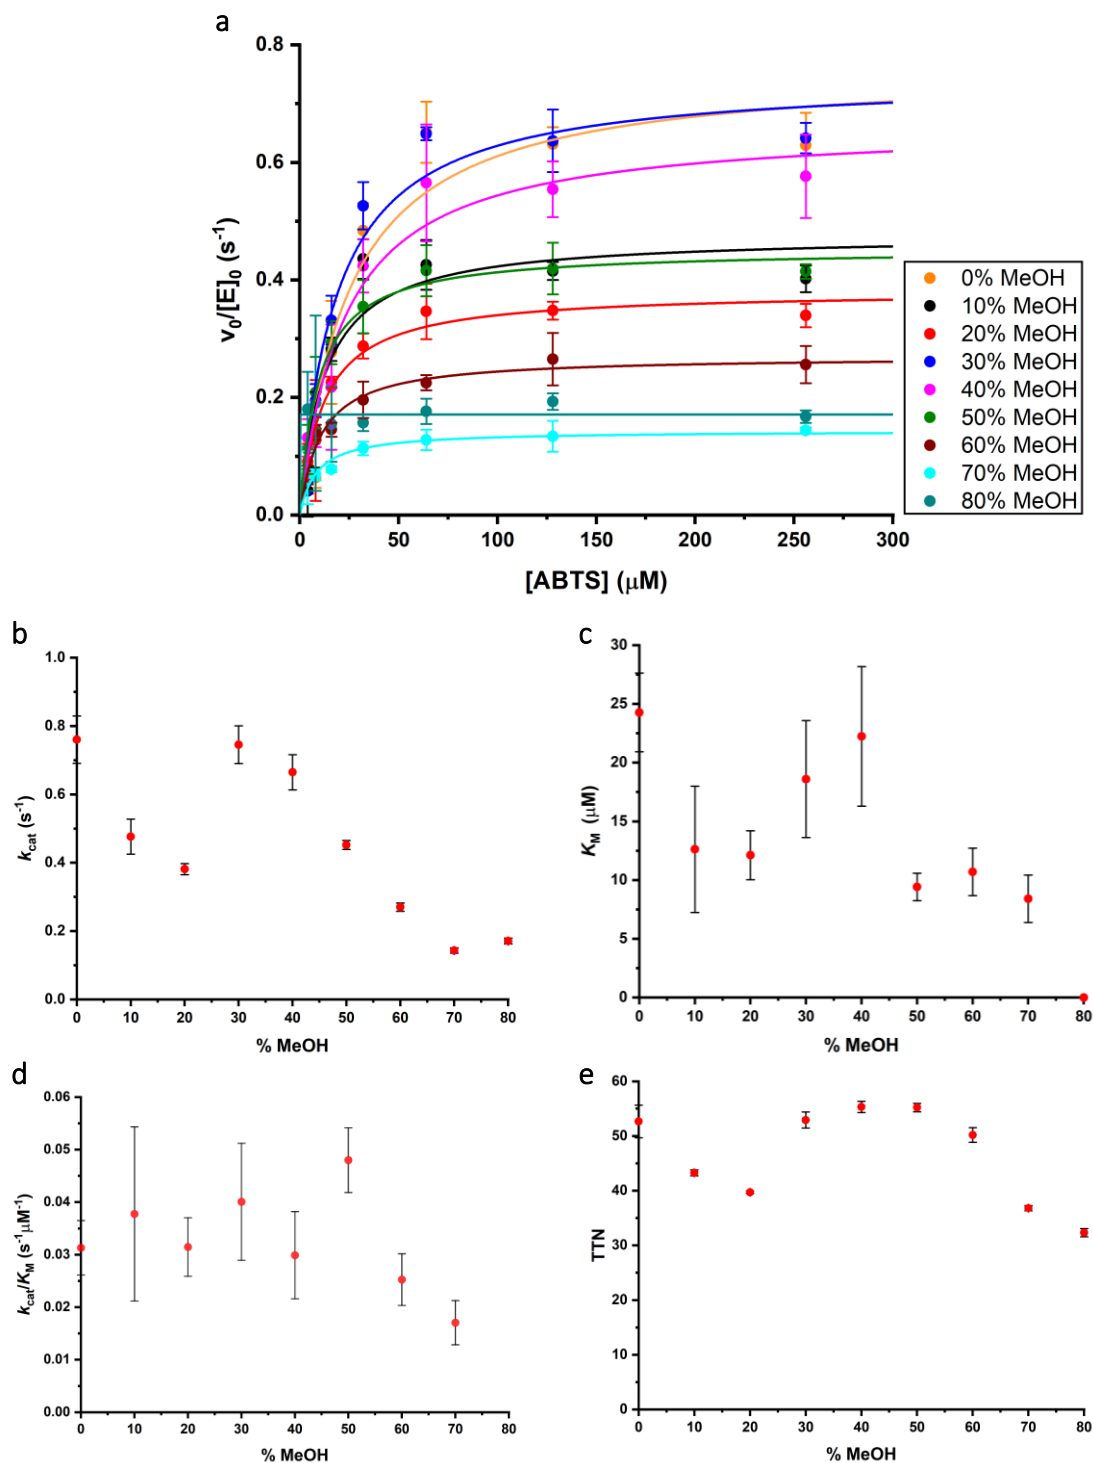 a
0.8
0.6
0.4
0.2
0.0
v₀/[E]₀ (s⁻¹)
0 50 100 150 200 250 300
[ABTS] (μM)
0% MeOH
10% MeOH
20% MeOH
30% MeOH
40% MeOH
50% MeOH
60% MeOH
70% MeOH
80% MeOH
b
1.0
0.8
0.6
0.4
0.2
0.0
k_cat (s⁻¹)
0 10 20 30 40 50 60 70 80
% MeOH
c
30
25
20
15
10
5
0
K_M (μM)
0 10 20 30 40 50 60 70 80
% MeOH
d
0.06
0.05
0.04
0.03
0.02
0.01
0.00
k_cat/K_M (s⁻¹μM⁻¹)
0 10 20 30 40 50 60 70 80
% MeOH
e
60
50
40
30
20
10
0
TTN
0 10 20 30 40 50 60 70 80
% MeOH